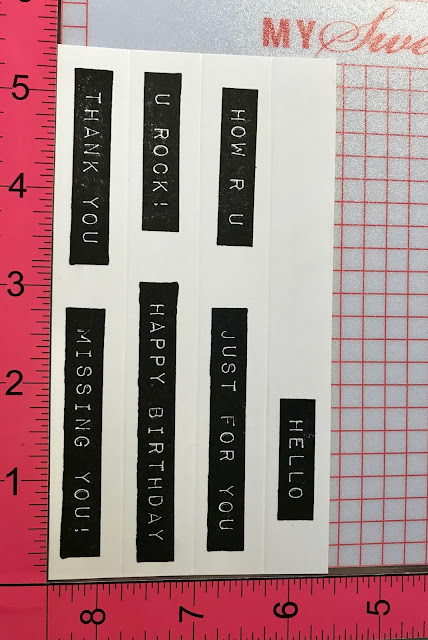 MY
HELLO
HOW R U
JUST FOR YOU
U ROCK!
HAPPY BIRTHDAY
THANK YOU
MISSING YOU!
5
4
3
2
1
8
7
6
5